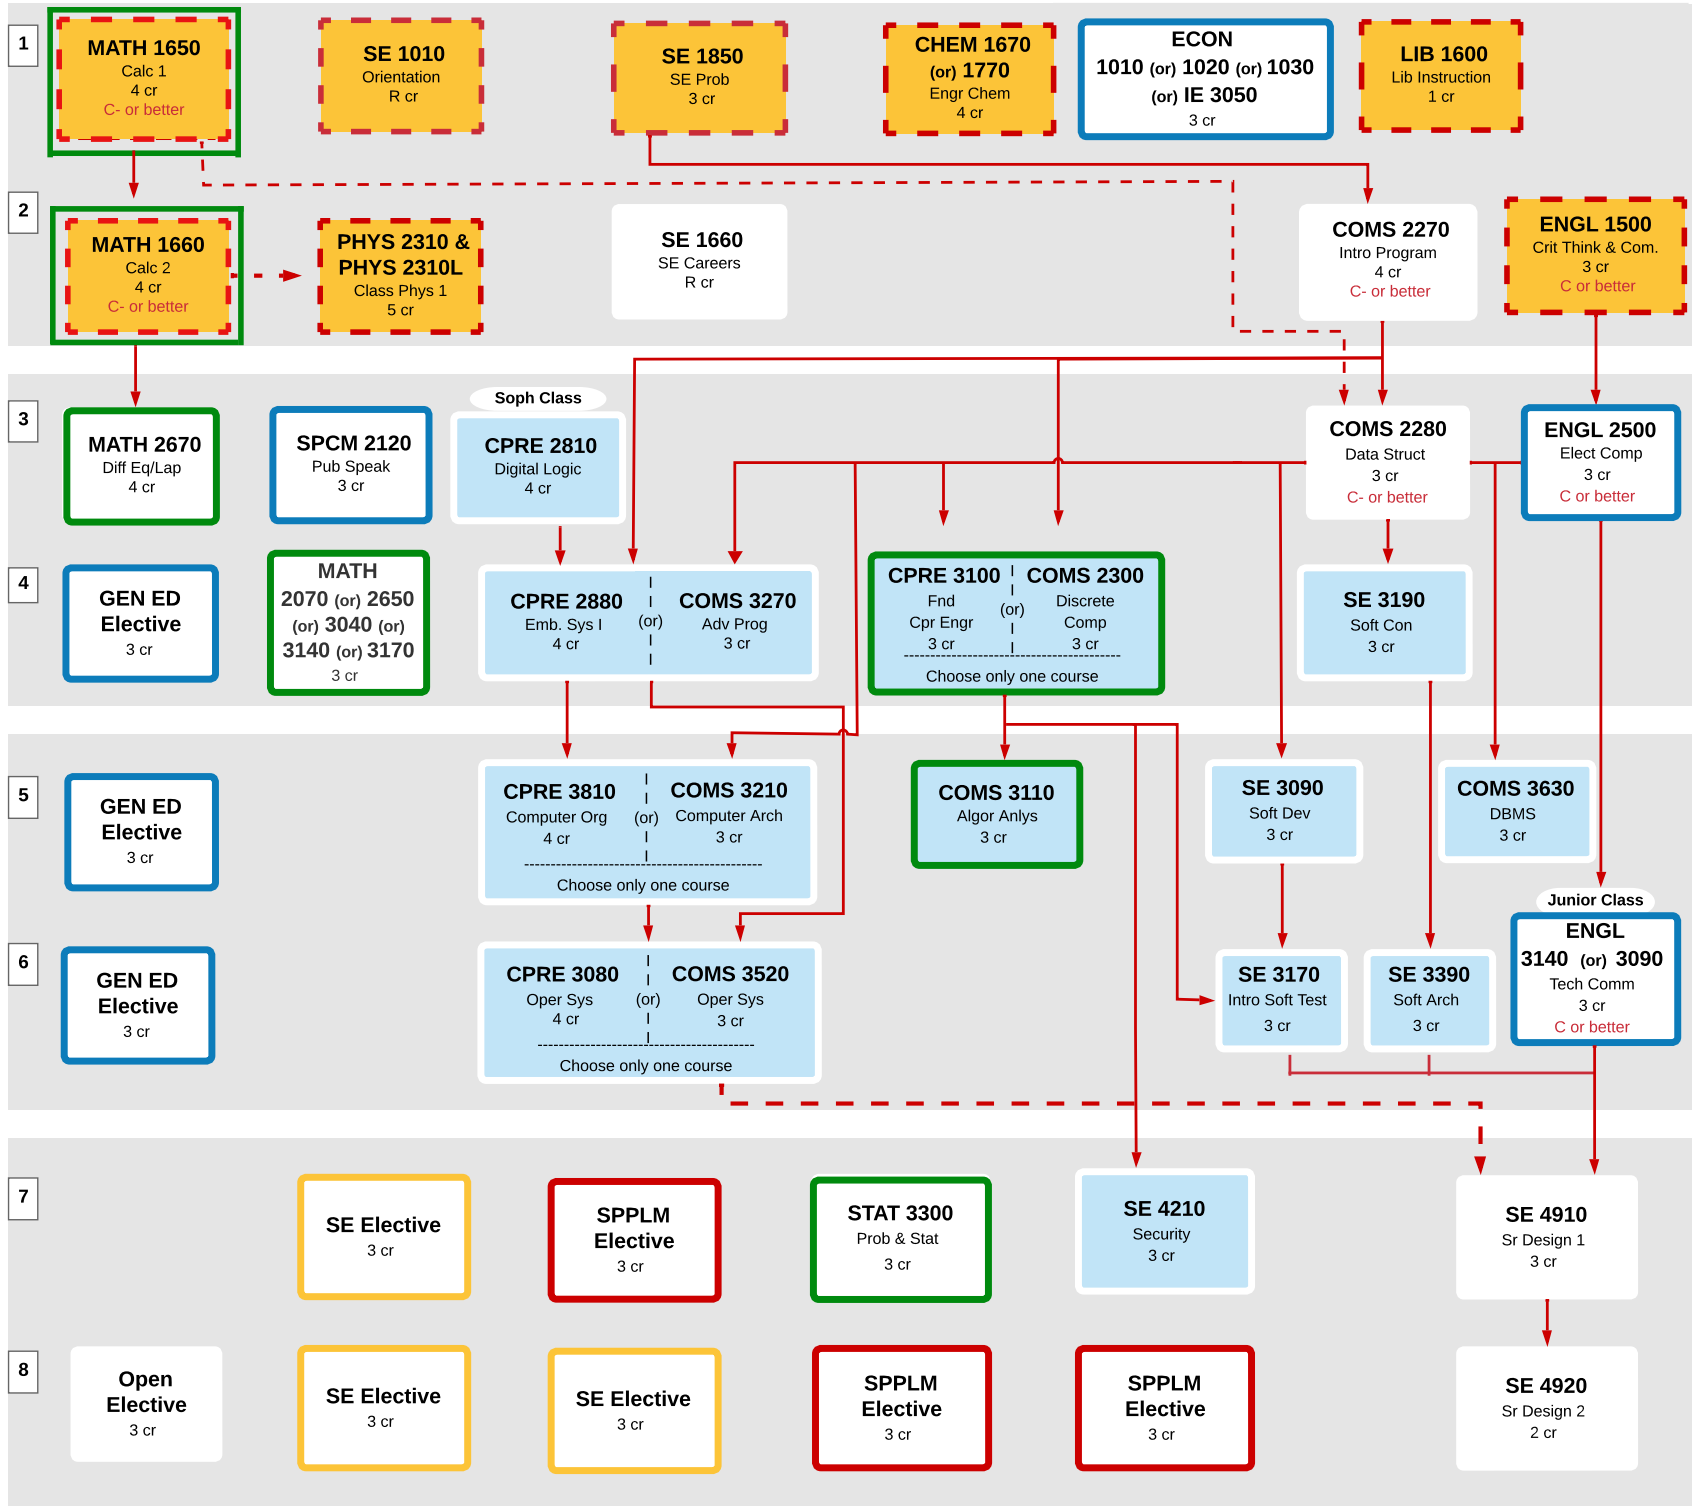 1
MATH 1650
Calc 1
4 cr
C- or better
SE 1010
Orientation
R cr
SE 1850
SE Prob
3 cr
CHEM 1670
(or) 1770
Engr Chem
4 cr
ECON
1010 (or) 1020 (or) 1030
(or) IE 3050
3 cr
LIB 1600
Lib Instruction
1 cr
2
MATH 1660
Calc 2
4 cr
C- or better
PHYS 2310 &
PHYS 2310L
Class Phys 1
5 cr
SE 1660
SE Careers
R cr
COMS 2270
Intro Program
4 cr
C- or better
ENGL 1500
Crit Think & Com.
3 cr
C or better
3
MATH 2670
Diff Eq/Lap
4 cr
SPCM 2120
Pub Speak
3 cr
Soph Class
CPRE 2810
Digital Logic
4 cr
COMS 2280
Data Struct
3 cr
C- or better
ENGL 2500
Elect Comp
3 cr
C or better
4
GEN ED
Elective
3 cr
MATH
2070 (or) 2650
(or) 3040 (or)
3140 (or) 3170
3 cr
CPRE 2880
Emb. Sys I
4 cr
(or)
COMS 3270
Adv Prog
3 cr
CPRE 3100
Fnd
Cpr Engr
3 cr
(or)
COMS 2300
Discrete
Comp
3 cr
Choose only one course
SE 3190
Soft Con
3 cr
5
GEN ED
Elective
3 cr
CPRE 3810
Computer Org
4 cr
(or)
COMS 3210
Computer Arch
3 cr
Choose only one course
COMS 3110
Algor Anlys
3 cr
SE 3090
Soft Dev
3 cr
COMS 3630
DBMS
3 cr
6
GEN ED
Elective
3 cr
CPRE 3080
Oper Sys
4 cr
(or)
COMS 3520
Oper Sys
3 cr
Choose only one course
SE 3170
Intro Soft Test
3 cr
SE 3390
Soft Arch
3 cr
Junior Class
ENGL
3140 (or) 3090
Tech Comm
3 cr
C or better
7
SE Elective
3 cr
SPPLM
Elective
3 cr
STAT 3300
Prob & Stat
3 cr
SE 4210
Security
3 cr
SE 4910
Sr Design 1
3 cr
8
Open
Elective
3 cr
SE Elective
3 cr
SE Elective
3 cr
SPPLM
Elective
3 cr
SPPLM
Elective
3 cr
SE 4920
Sr Design 2
2 cr